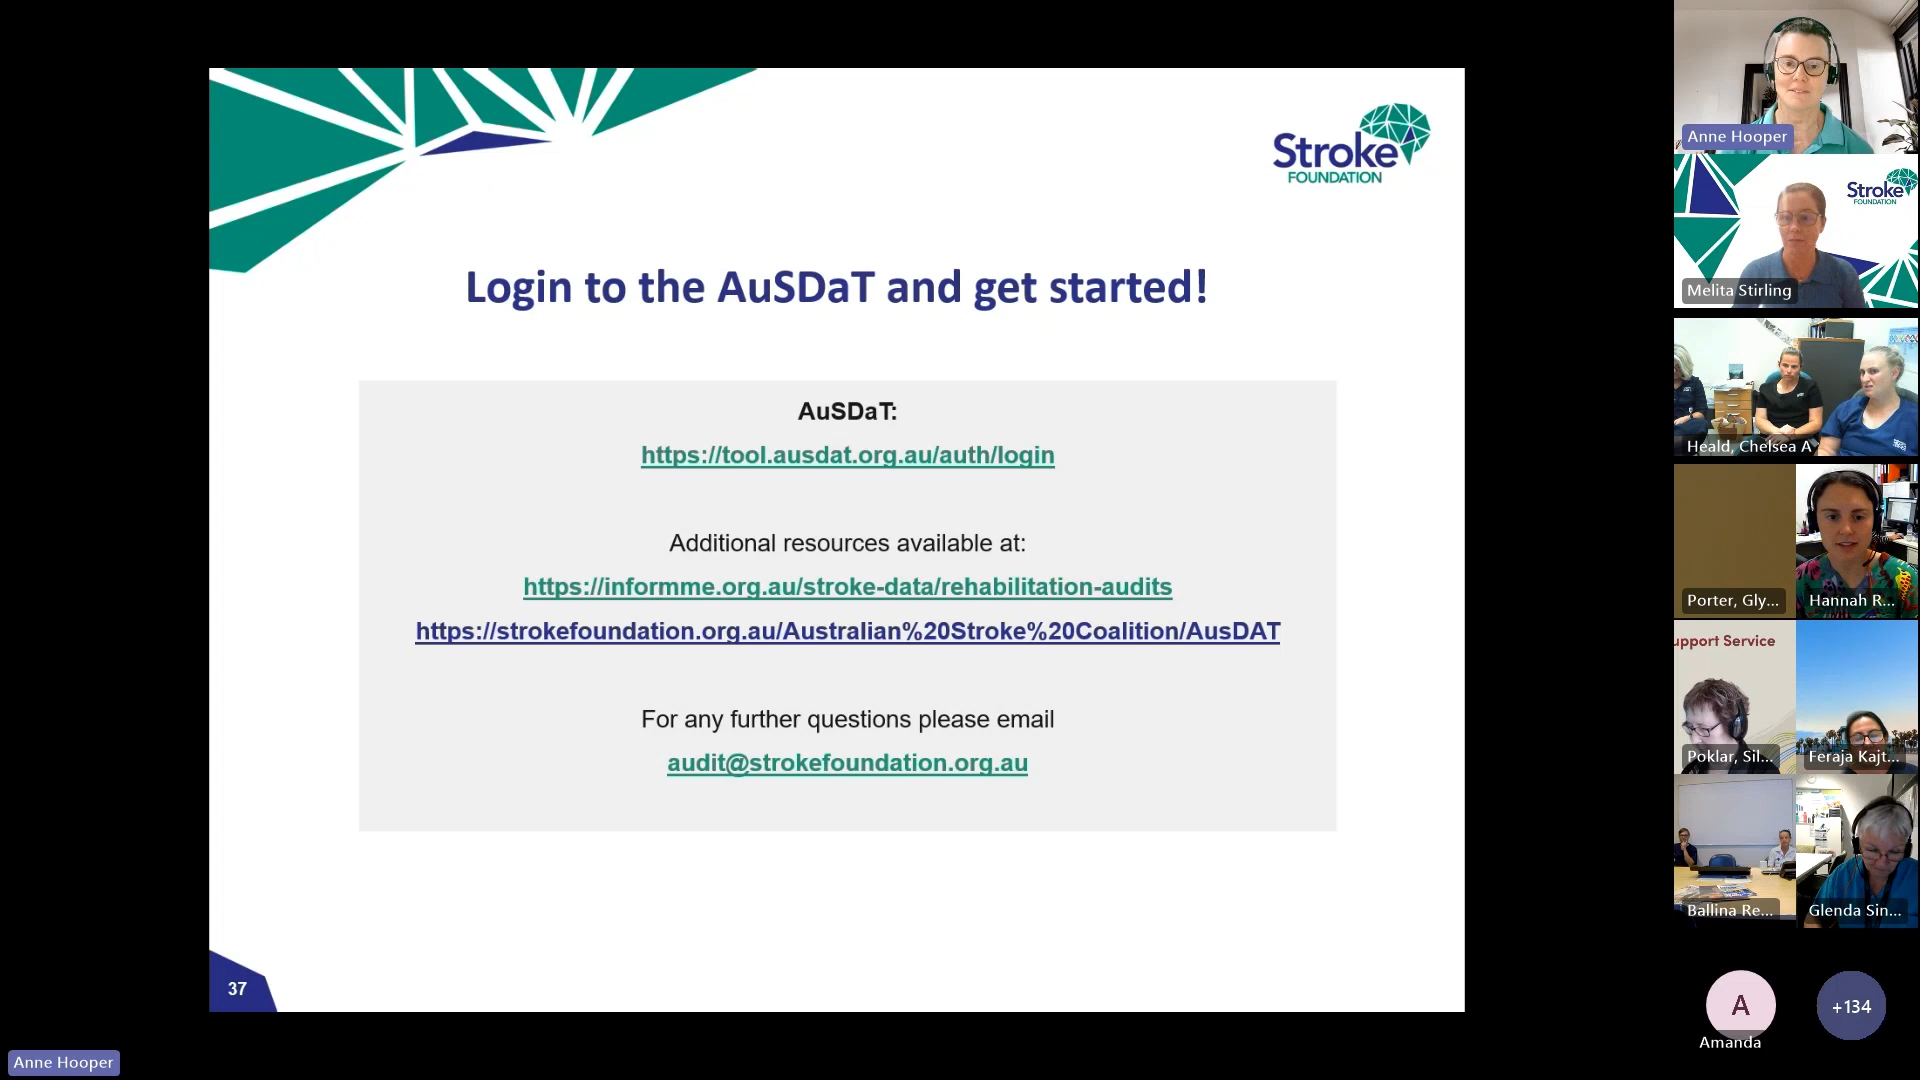 Stroke
FOUNDATION
Login to the AuSDaT and get started!
AuSDaT:
https://tool.ausdat.org.au/auth/login
Additional resources available at:
https://informme.org.au/stroke-data/rehabilitation-audits
https://strokefoundation.org.au/Australian%20Stroke%20Coalition/AusDAT
For any further questions please email
audit@strokefoundation.org.au
37
Anne Hooper
Anne Hooper
Stroke
FOUNDATION
Melita Stirling
Heald, Chelsea A
Porter, Gly...
Hannah R...
upport Service
Poklar, Sil...
Feraja Kajt...
Ballina Re...
Glenda Sin...
A
Amanda
+134